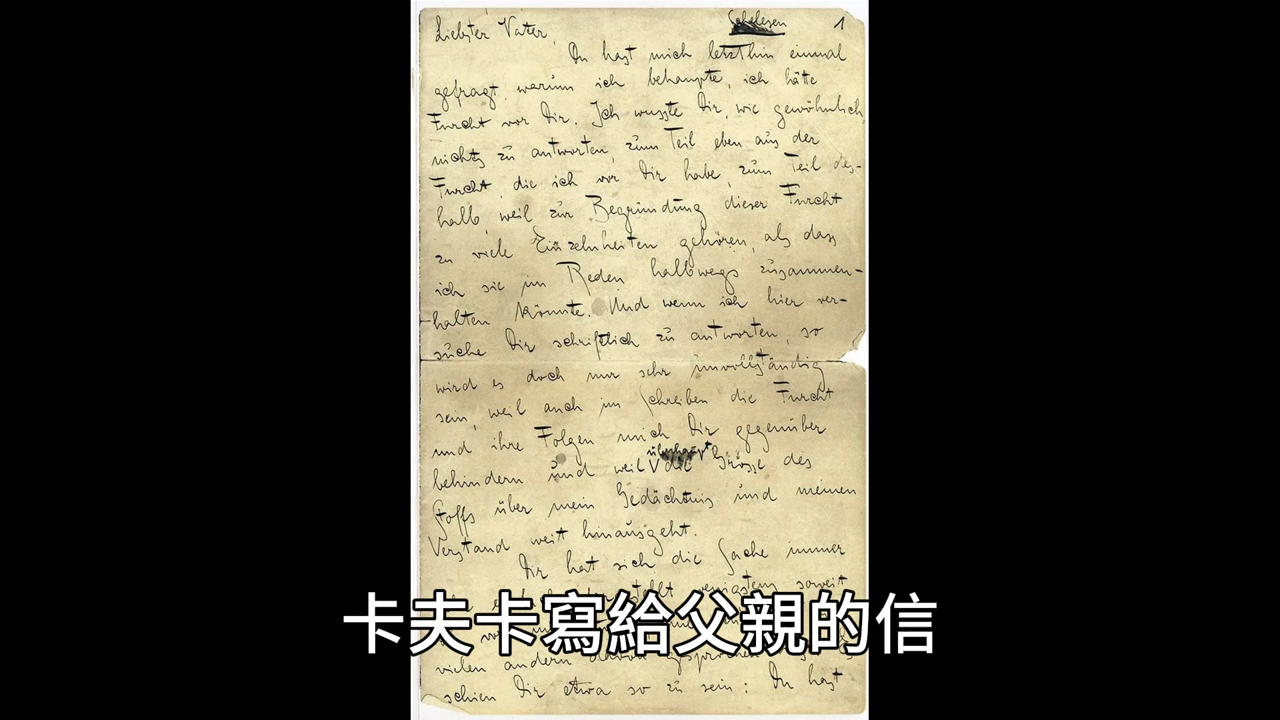 Liebster Vater, Schelesen 1
Du hast mich letzthin einmal
gefragt, warum ich behaupte, ich hätte
Furcht vor Dir. Ich wusste Dir, wie gewöhnlich,
nichts zu antworten, zum Teil eben aus der
Furcht, die ich vor Dir habe, zum Teil des-
halb, weil zur Begründung dieser Furcht
zu viele Einzelnheiten gehören, als dass
ich sie im Reden halbwegs zusammen-
halten könnte. Und wenn ich hier ver-
suche Dir schriftlich zu antworten, so
wird es doch nur sehr unvollständig
sein, weil auch im Schreiben die Furcht
und ihre Folgen mich Dir gegenüber
behindern und weil überhaupt die Grösse des
Stoffs über mein Gedächtnis und meinen
Verstand weit hinausgeht.
Dir hat sich die Sache immer
wenigstens soweit
卡夫卡寫給父親的信
vielen andern gesprochen
schien Dir etwa so zu sein: Du hast